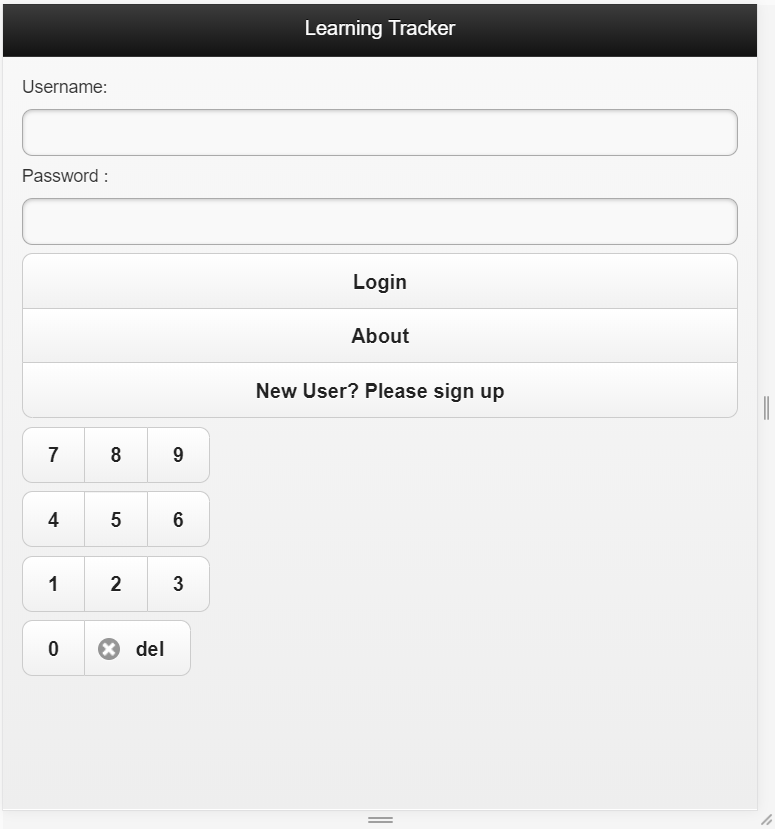 Learning Tracker
Username:
Password :
Login
About
New User? Please sign up
7 8 9
4 5 6
1 2 3
0 del